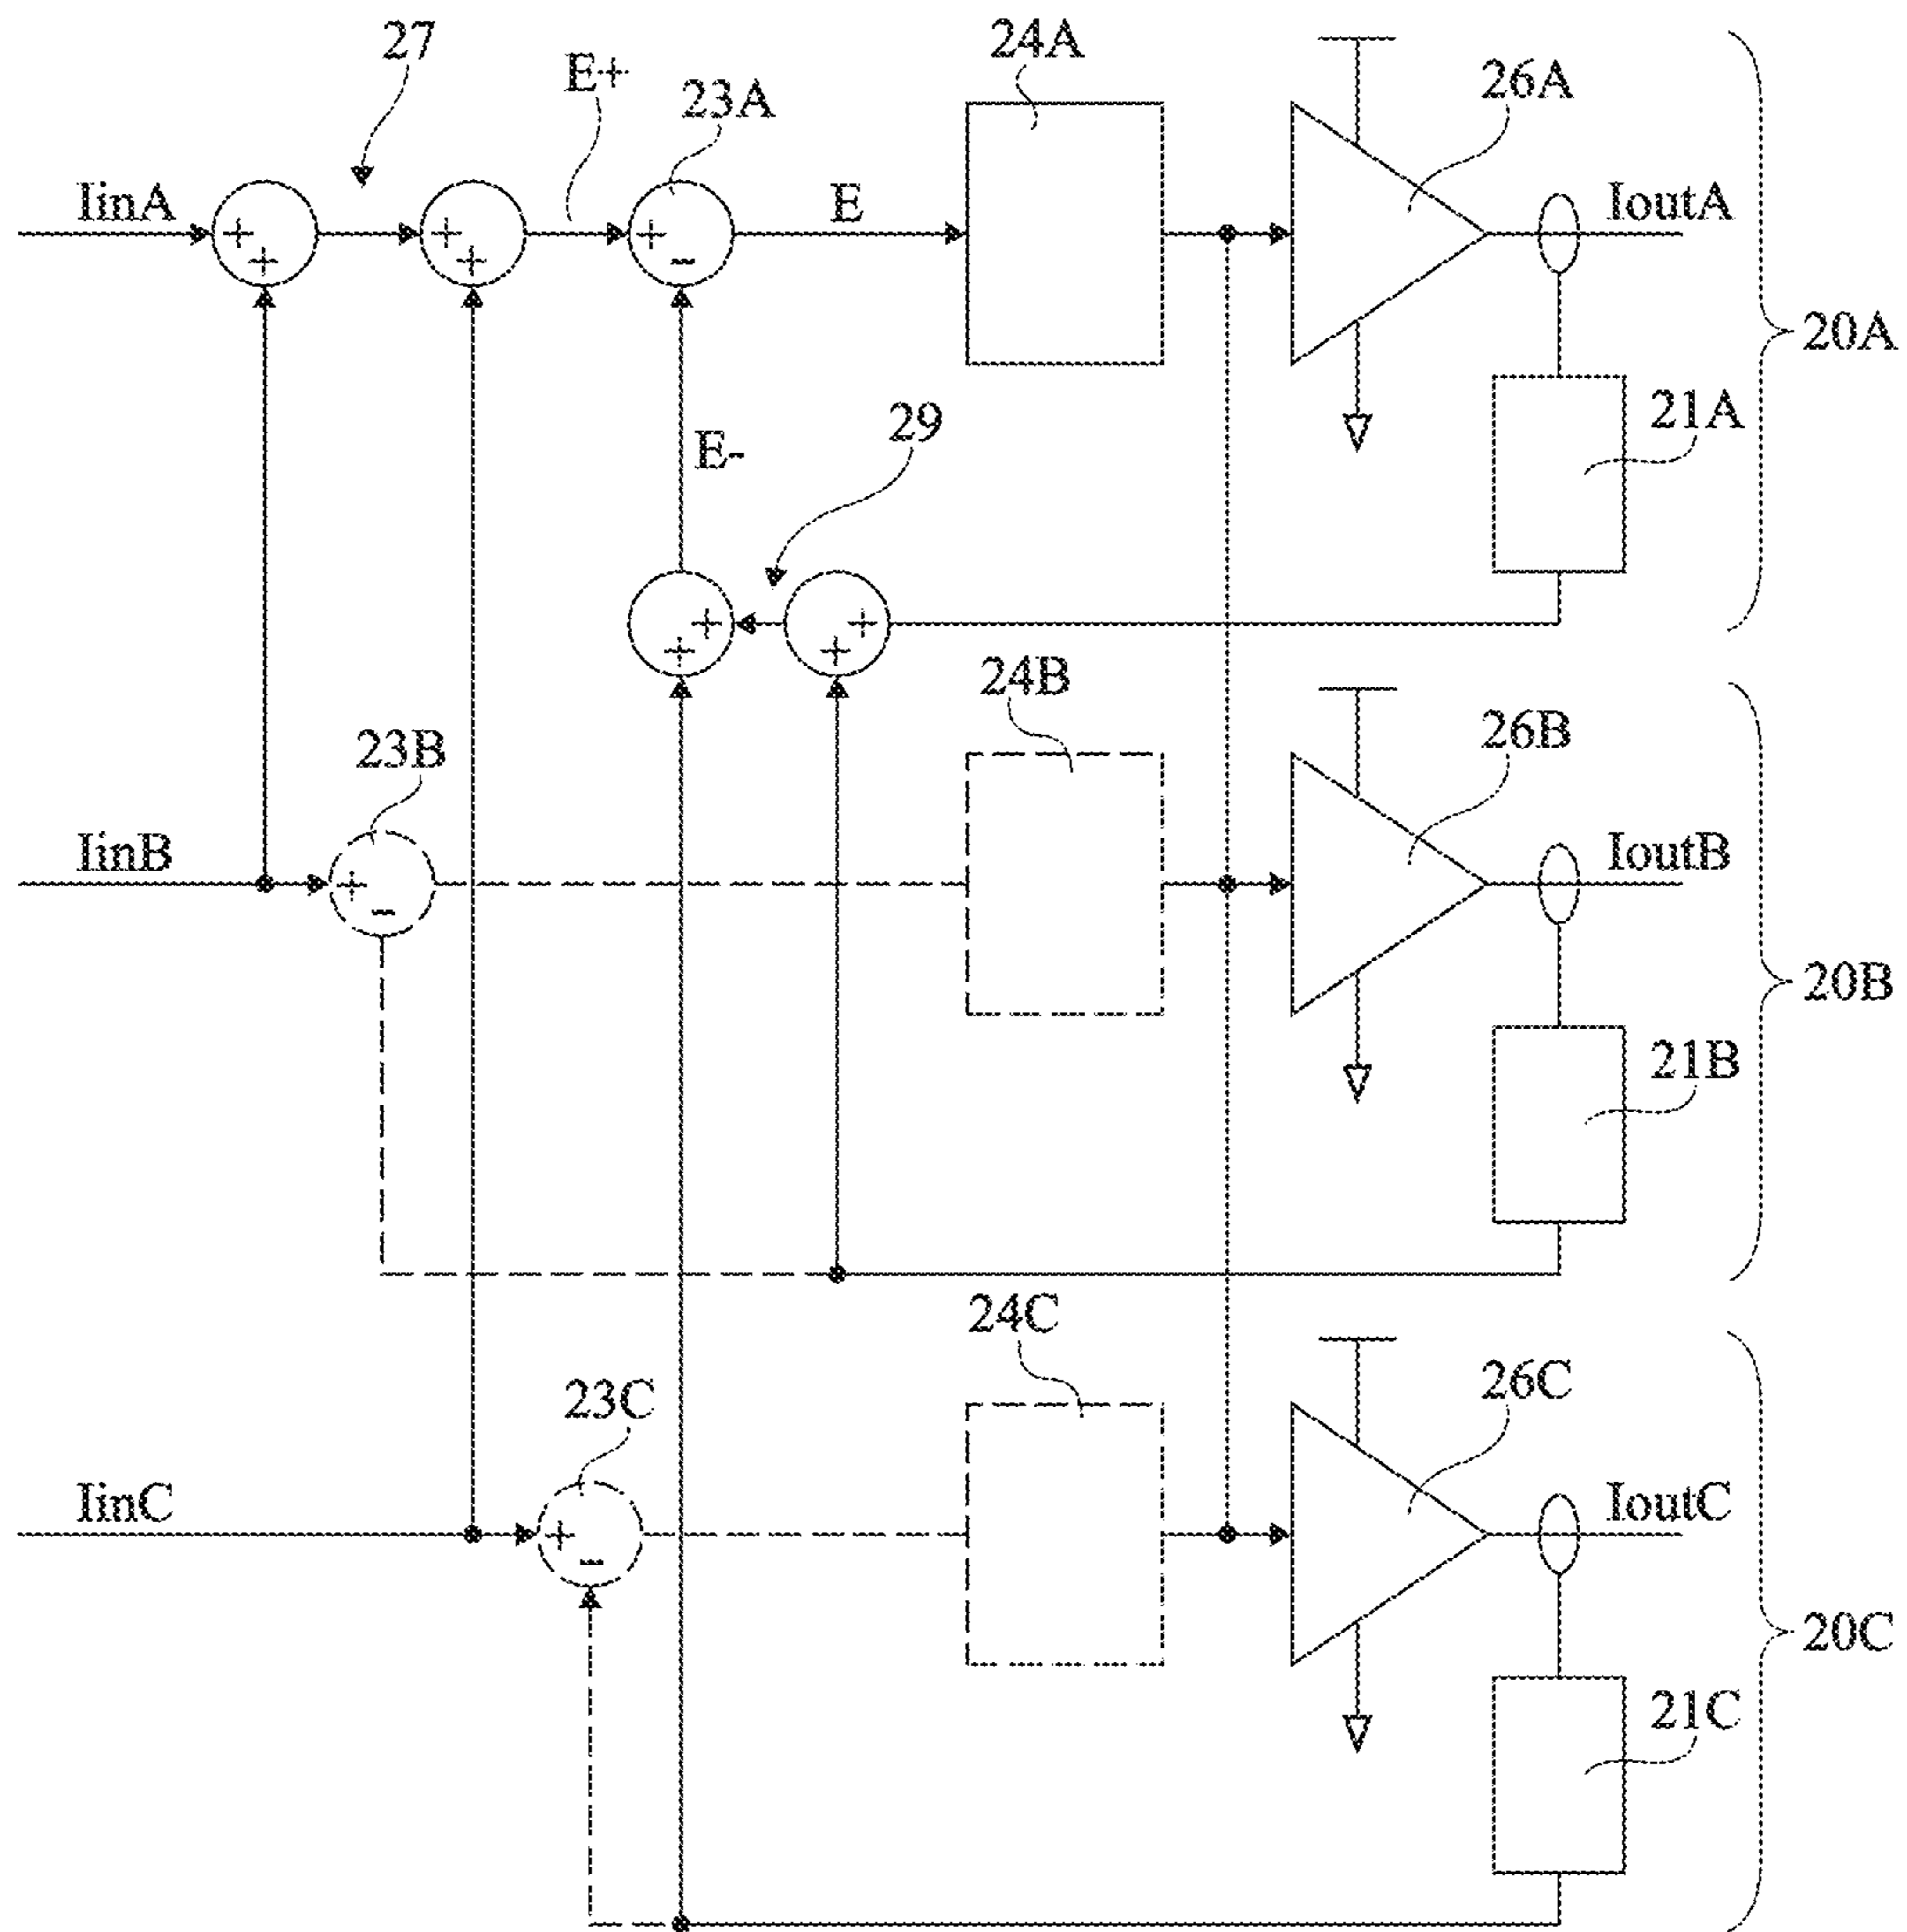 27
E+
23A
24A
26A
IinA
+
+
+
+
+
-
E
IoutA
20A
21A
E-
29
+
+
+
+
24B
23B
26B
IinB
+
-
IoutB
20B
21B
24C
23C
26C
IinC
+
-
IoutC
20C
21C